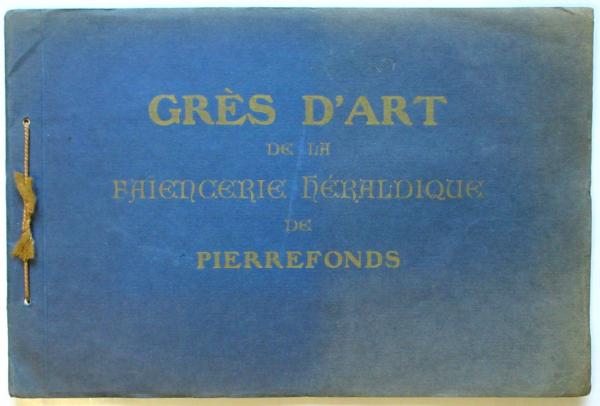 GRÈS D'ART
DE LA
FAIENCERIE HÉRALDIQUE
DE
PIERREFONDS